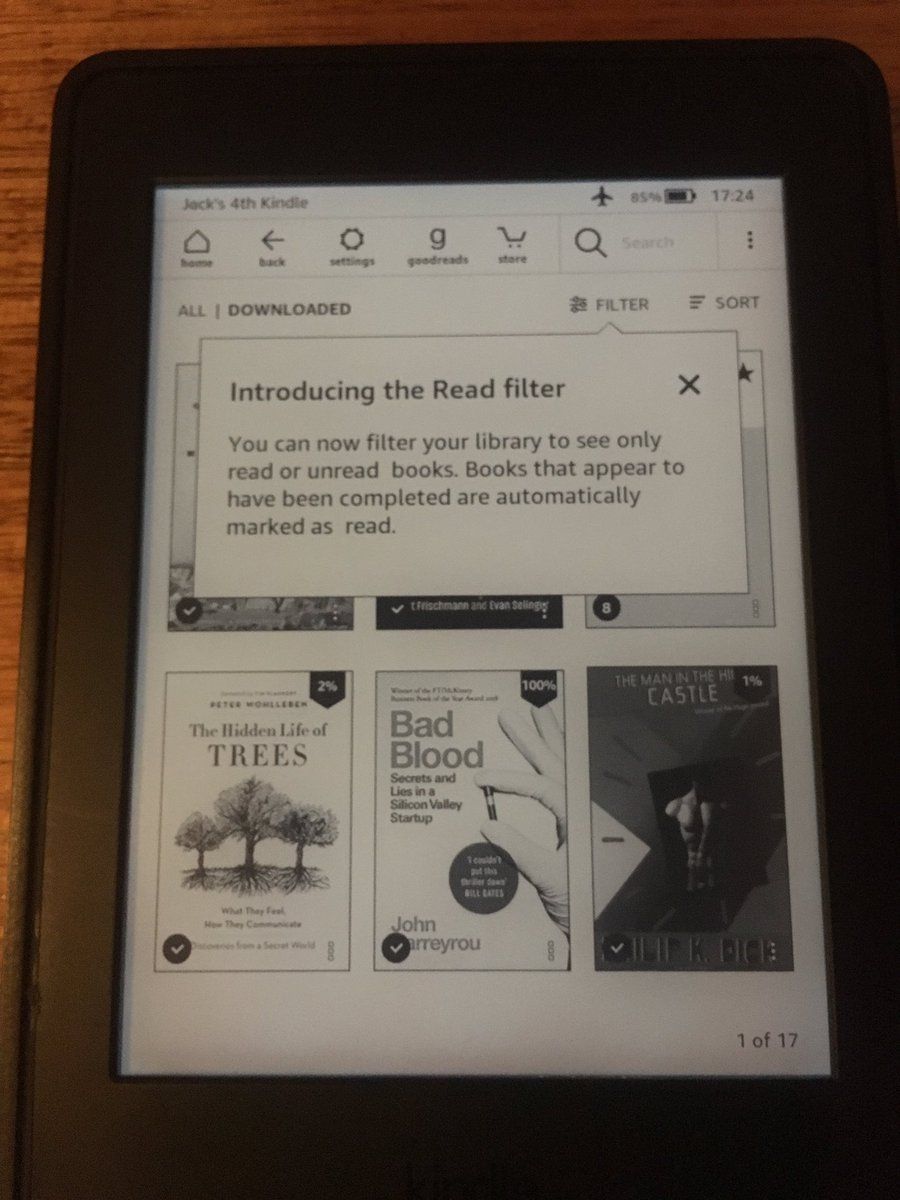 Jack's 4th Kindle 85% 17:24
home back settings goodreads store Search
ALL | DOWNLOADED FILTER SORT
Introducing the Read filter
You can now filter your library to see only
read or unread books. Books that appear to
have been completed are automatically
marked as read.
t Frischmann and Evan Selinger
8
2%
PETER WOHLLEBEN
The Hidden Life of
TREES
What They Feel,
How They Communicate
Discoveries from a Secret World
100%
Winner of the FT/McKinsey
Business Book of the Year Award 2018
Bad
Blood
Secrets and
Lies in a
Silicon Valley
Startup
'I couldn't
put this
thriller down'
BILL GATES
John
arreyrou
1%
THE MAN IN THE HI
CASTLE
ILIP K. DICK
1 of 17